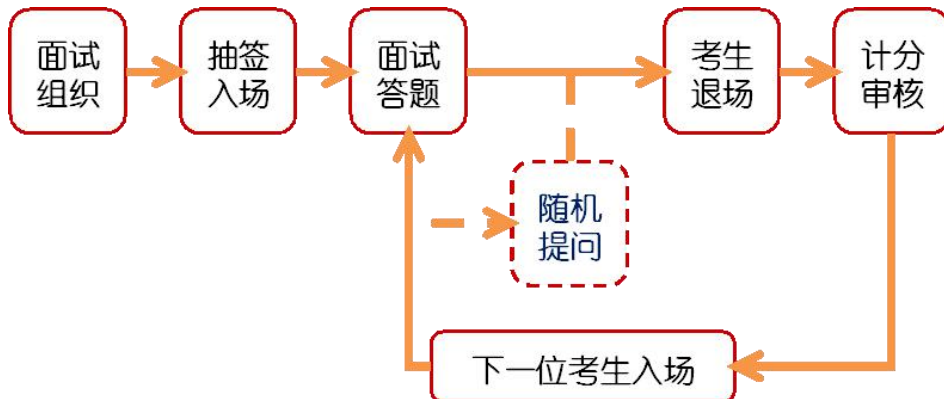 面试
组织
抽签
入场
面试
答题
考生
退场
计分
审核
随机
提问
下一位考生入场